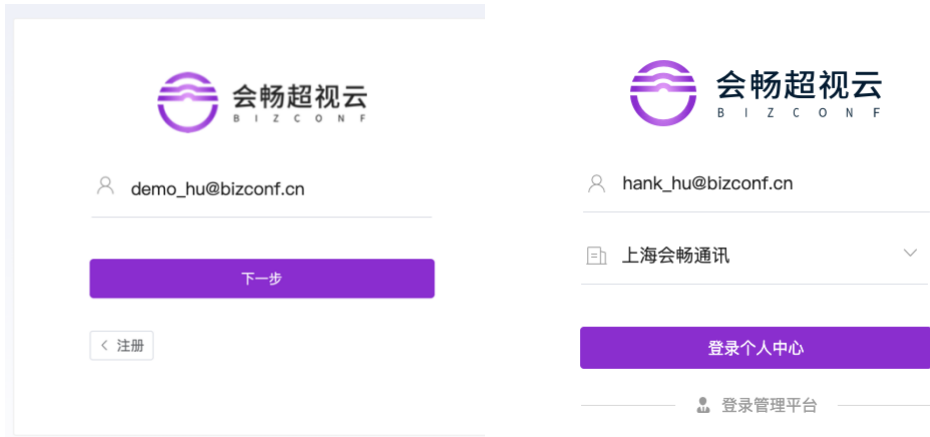 会畅超视云
BIZCONF
demo_hu@bizconf.cn
下一步
注册
会畅超视云
BIZCONF
hank_hu@bizconf.cn
上海会畅通讯
登录个人中心
登录管理平台